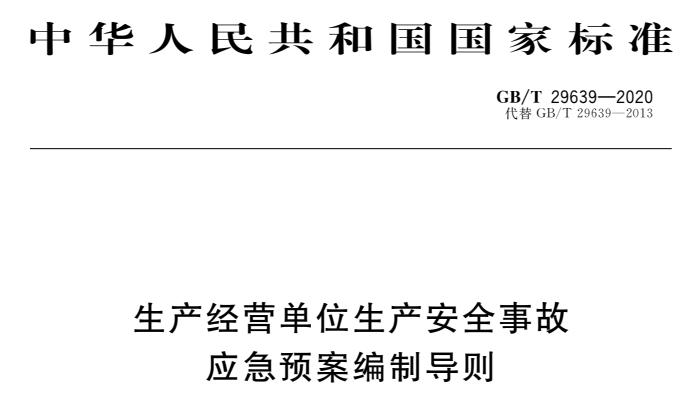 中华人民共和国国家标准
GB/T 29639—2020
代替 GB/T 29639—2013
生产经营单位生产安全事故
应急预案编制导则